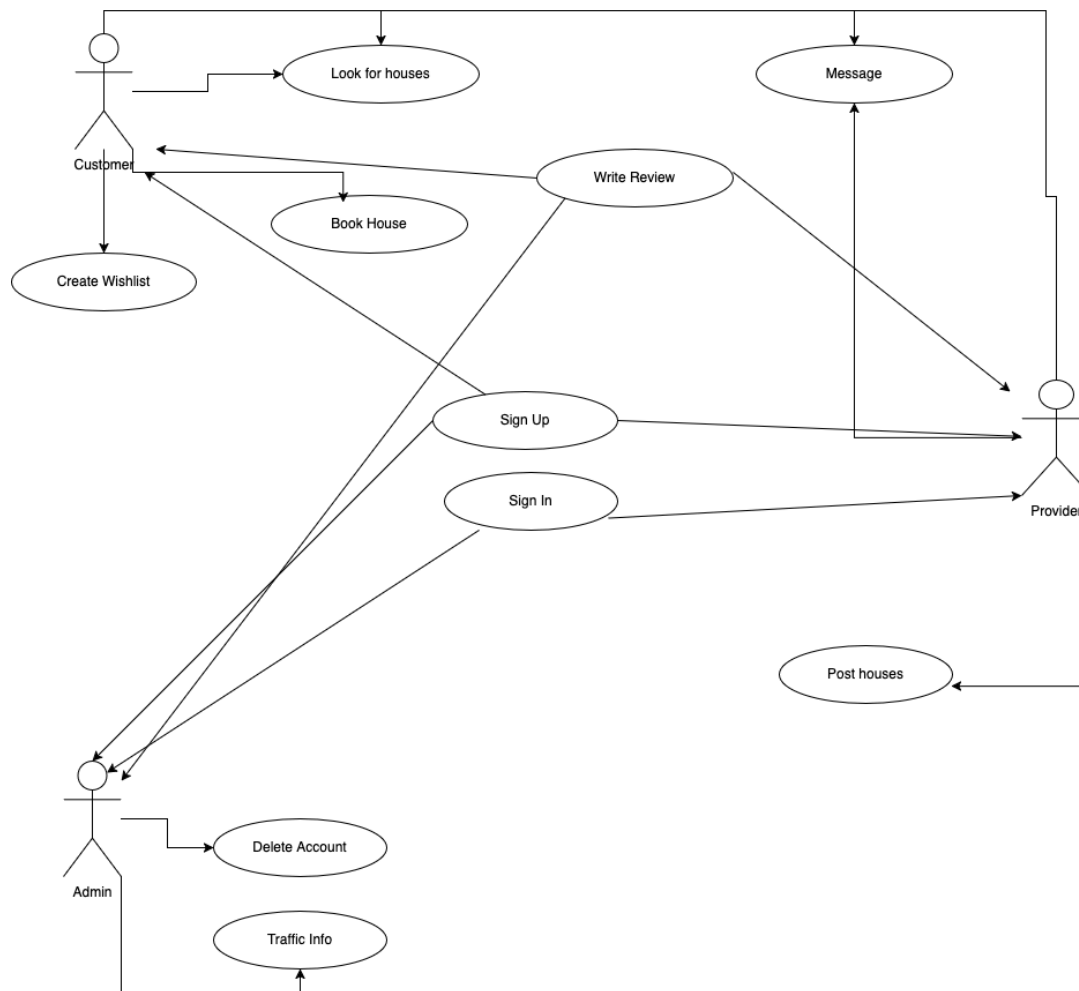 Look for houses
Message
Customer
Write Review
Book House
Create Wishlist
Sign Up
Sign In
Provider
Post houses
Delete Account
Admin
Traffic Info